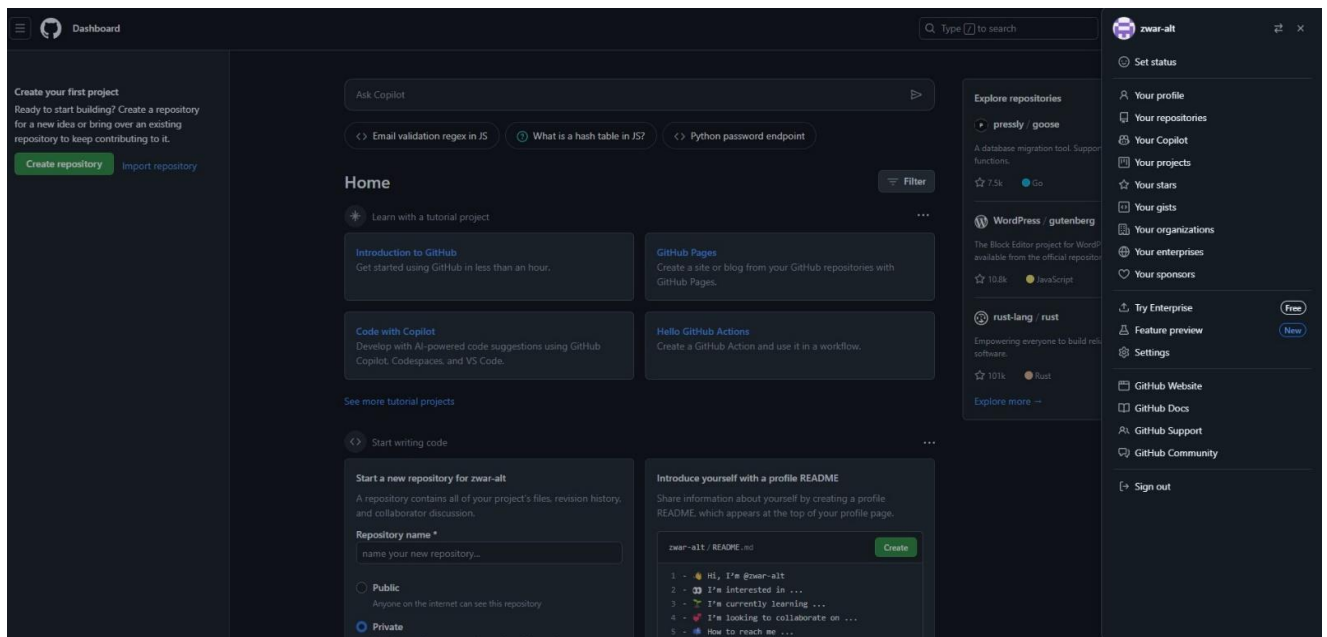 Dashboard
Type / to search
Create your first project
Ready to start building? Create a repository
for a new idea or bring over an existing
repository to keep contributing to it.
Create repository
Import repository
Ask Copilot
Email validation regex in JS
What is a hash table in JS?
Python password endpoint
Home
Filter
Learn with a tutorial project
Introduction to GitHub
Get started using GitHub in less than an hour.
GitHub Pages
Create a site or blog from your GitHub repositories with
GitHub Pages.
Code with Copilot
Develop with AI-powered code suggestions using GitHub
Copilot, Codespaces, and VS Code.
Hello GitHub Actions
Create a GitHub Action and use it in a workflow.
See more tutorial projects
Start writing code
Start a new repository for zwar-alt
A repository contains all of your project's files, revision history,
and collaborator discussion.
Repository name *
name your new repository...
Public
Anyone on the internet can see this repository
Private
Introduce yourself with a profile README
Share information about yourself by creating a profile
README, which appears at the top of your profile page.
zwar-alt / README.md
Create
1 - 👋 Hi, I'm @zwar-alt
2 - 👀 I'm interested in ...
3 - 🌱 I'm currently learning ...
4 - 💞️ I'm looking to collaborate on ...
5 - 📫 How to reach me ...
Explore repositories
pressly / goose
A database migration tool. Suppor
functions.
7.5k
Go
WordPress / gutenberg
The Block Editor project for WordP
available from the official repositor
10.8k
JavaScript
rust-lang / rust
Empowering everyone to build reli
software.
101k
Rust
Explore more →
zwar-alt
Set status
Your profile
Your repositories
Your Copilot
Your projects
Your stars
Your gists
Your organizations
Your enterprises
Your sponsors
Try Enterprise
Free
Feature preview
New
Settings
GitHub Website
GitHub Docs
GitHub Support
GitHub Community
Sign out